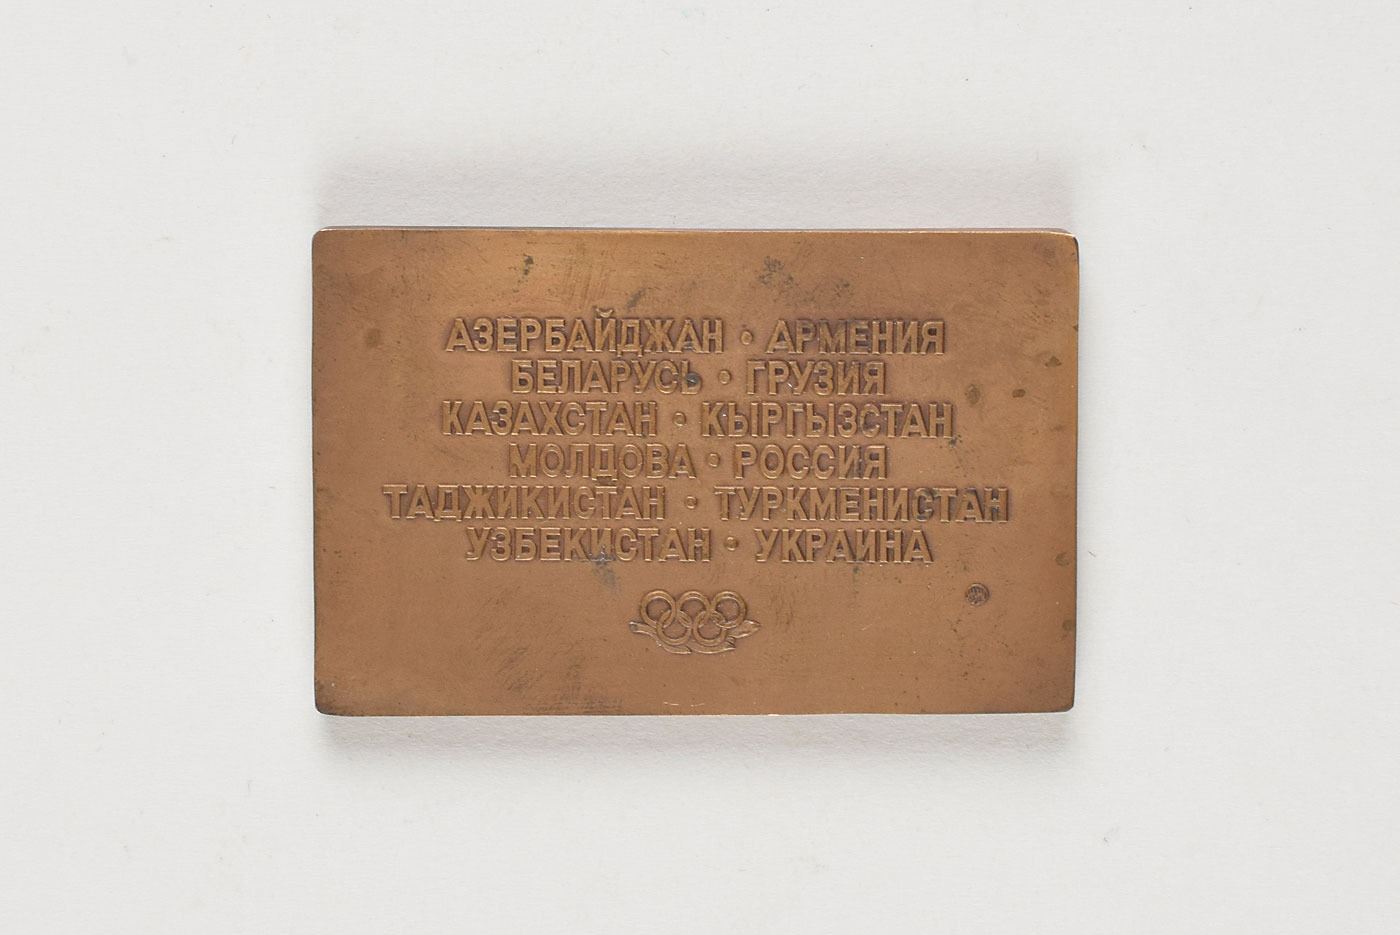 АЗЕРБАЙДЖАН • АРМЕНИЯ
БЕЛАРУСЬ • ГРУЗИЯ
КАЗАХСТАН • КЫРГЫЗСТАН
МОЛДОВА • РОССИЯ
ТАДЖИКИСТАН • ТУРКМЕНИСТАН
УЗБЕКИСТАН • УКРАИНА